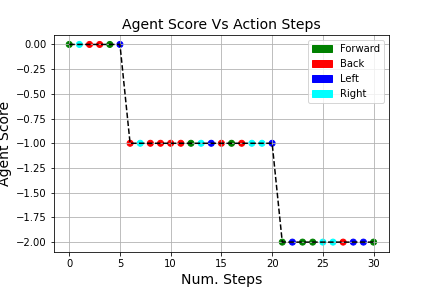 Agent Score Vs Action Steps
0.00
−0.25
−0.50
−0.75
−1.00
−1.25
−1.50
−1.75
−2.00
Agent Score
Forward
Back
Left
Right
0 5 10 15 20 25 30
Num. Steps